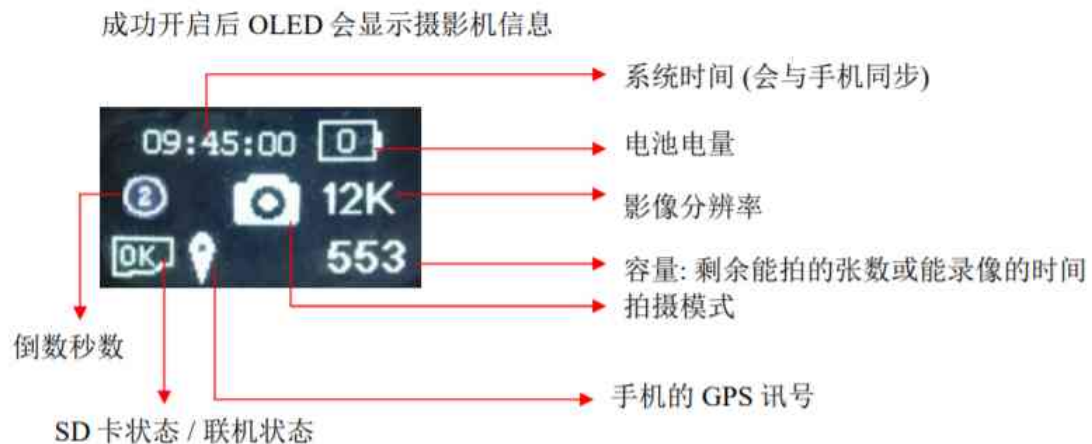 成功开启后 OLED 会显示摄影机信息
系统时间 (会与手机同步)
09:45:00 0
电池电量
2 12K
影像分辨率
OK 553
容量: 剩余能拍的张数或能录像的时间
拍摄模式
倒数秒数
手机的 GPS 讯号
SD 卡状态 / 联机状态